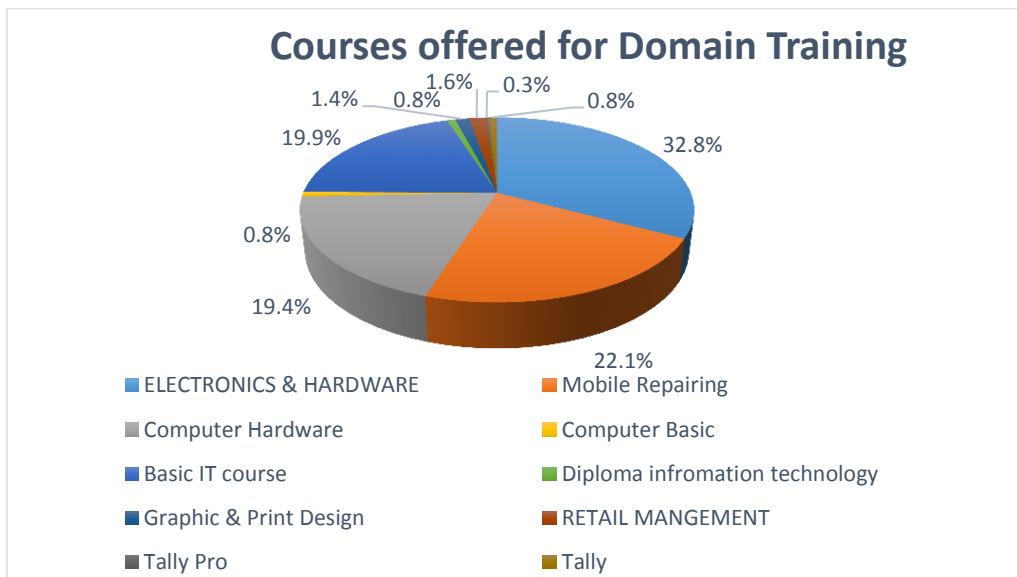 Courses offered for Domain Training
1.6%
0.3%
1.4%
0.8%
0.8%
19.9%
32.8%
0.8%
19.4%
22.1%
ELECTRONICS & HARDWARE
Mobile Repairing
Computer Hardware
Computer Basic
Basic IT course
Diploma infromation technology
Graphic & Print Design
RETAIL MANGEMENT
Tally Pro
Tally